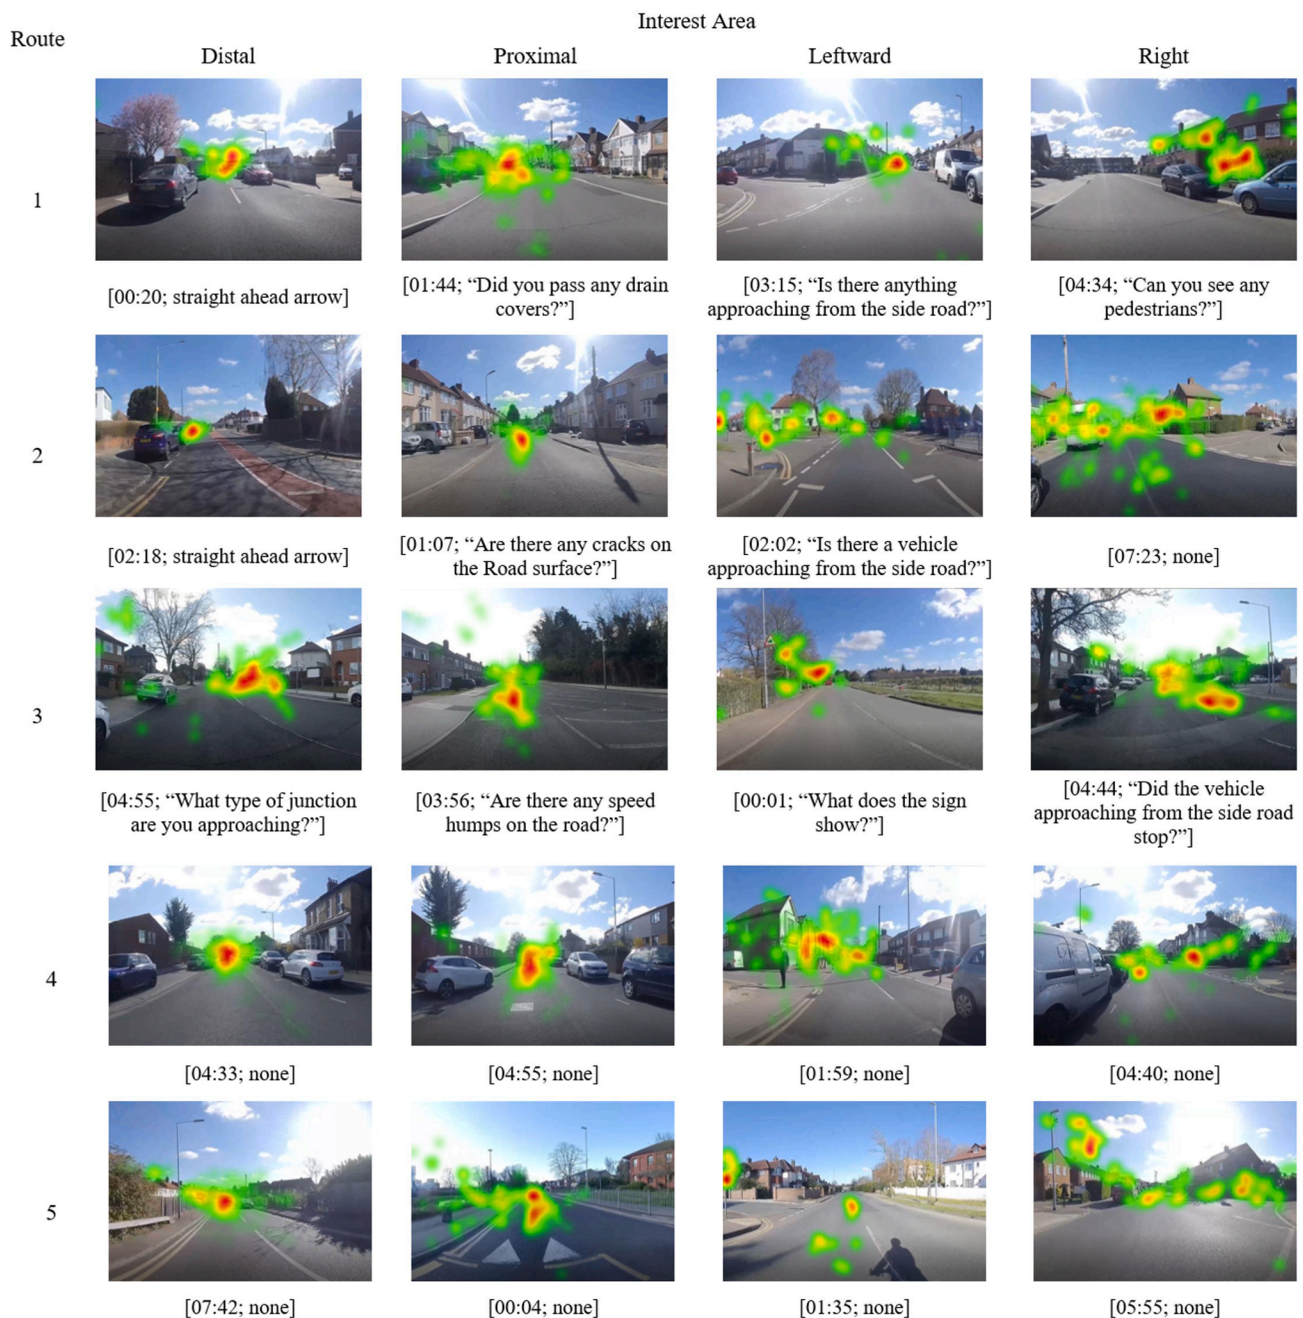 Interest Area
Route
Distal Proximal Leftward Right
1
[00:20; straight ahead arrow]
[01:44; “Did you pass any drain
covers?”]
[03:15; “Is there anything
approaching from the side road?”]
[04:34; “Can you see any
pedestrians?”]
2
[02:18; straight ahead arrow]
[01:07; “Are there any cracks on
the Road surface?”]
[02:02; “Is there a vehicle
approaching from the side road?”]
[07:23; none]
3
[04:55; “What type of junction
are you approaching?”]
[03:56; “Are there any speed
humps on the road?”]
[00:01; “What does the sign
show?”]
[04:44; “Did the vehicle
approaching from the side road
stop?”]
4
[04:33; none]
[04:55; none]
[01:59; none]
[04:40; none]
5
[07:42; none]
[00:04; none]
[01:35; none]
[05:55; none]